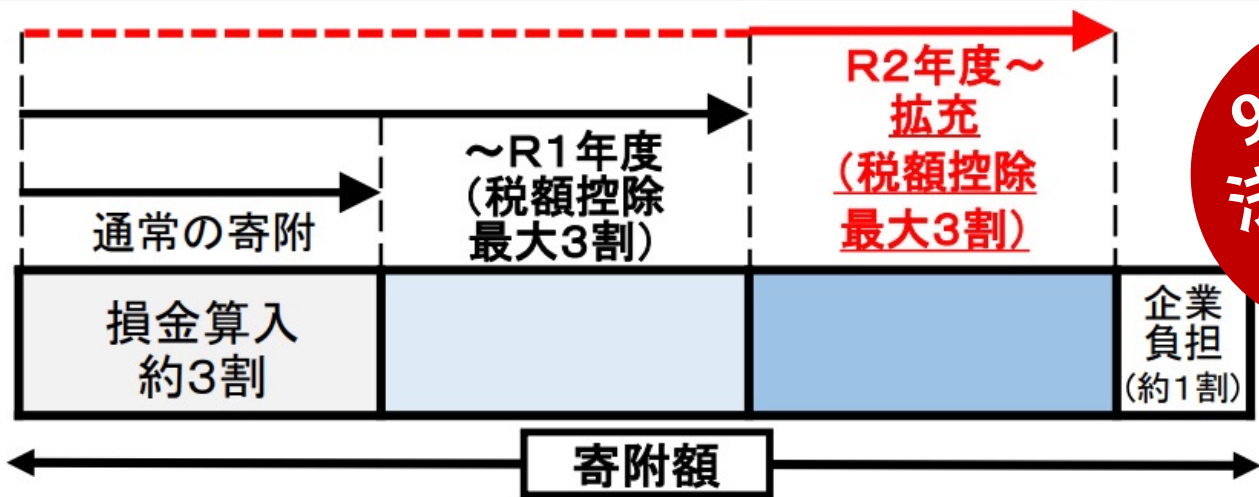 R2年度～
拡充
(税額控除
最大3割)
～R1年度
(税額控除
最大3割)
通常の寄附
損金算入
約3割
企業
負担
(約1割)
寄附額